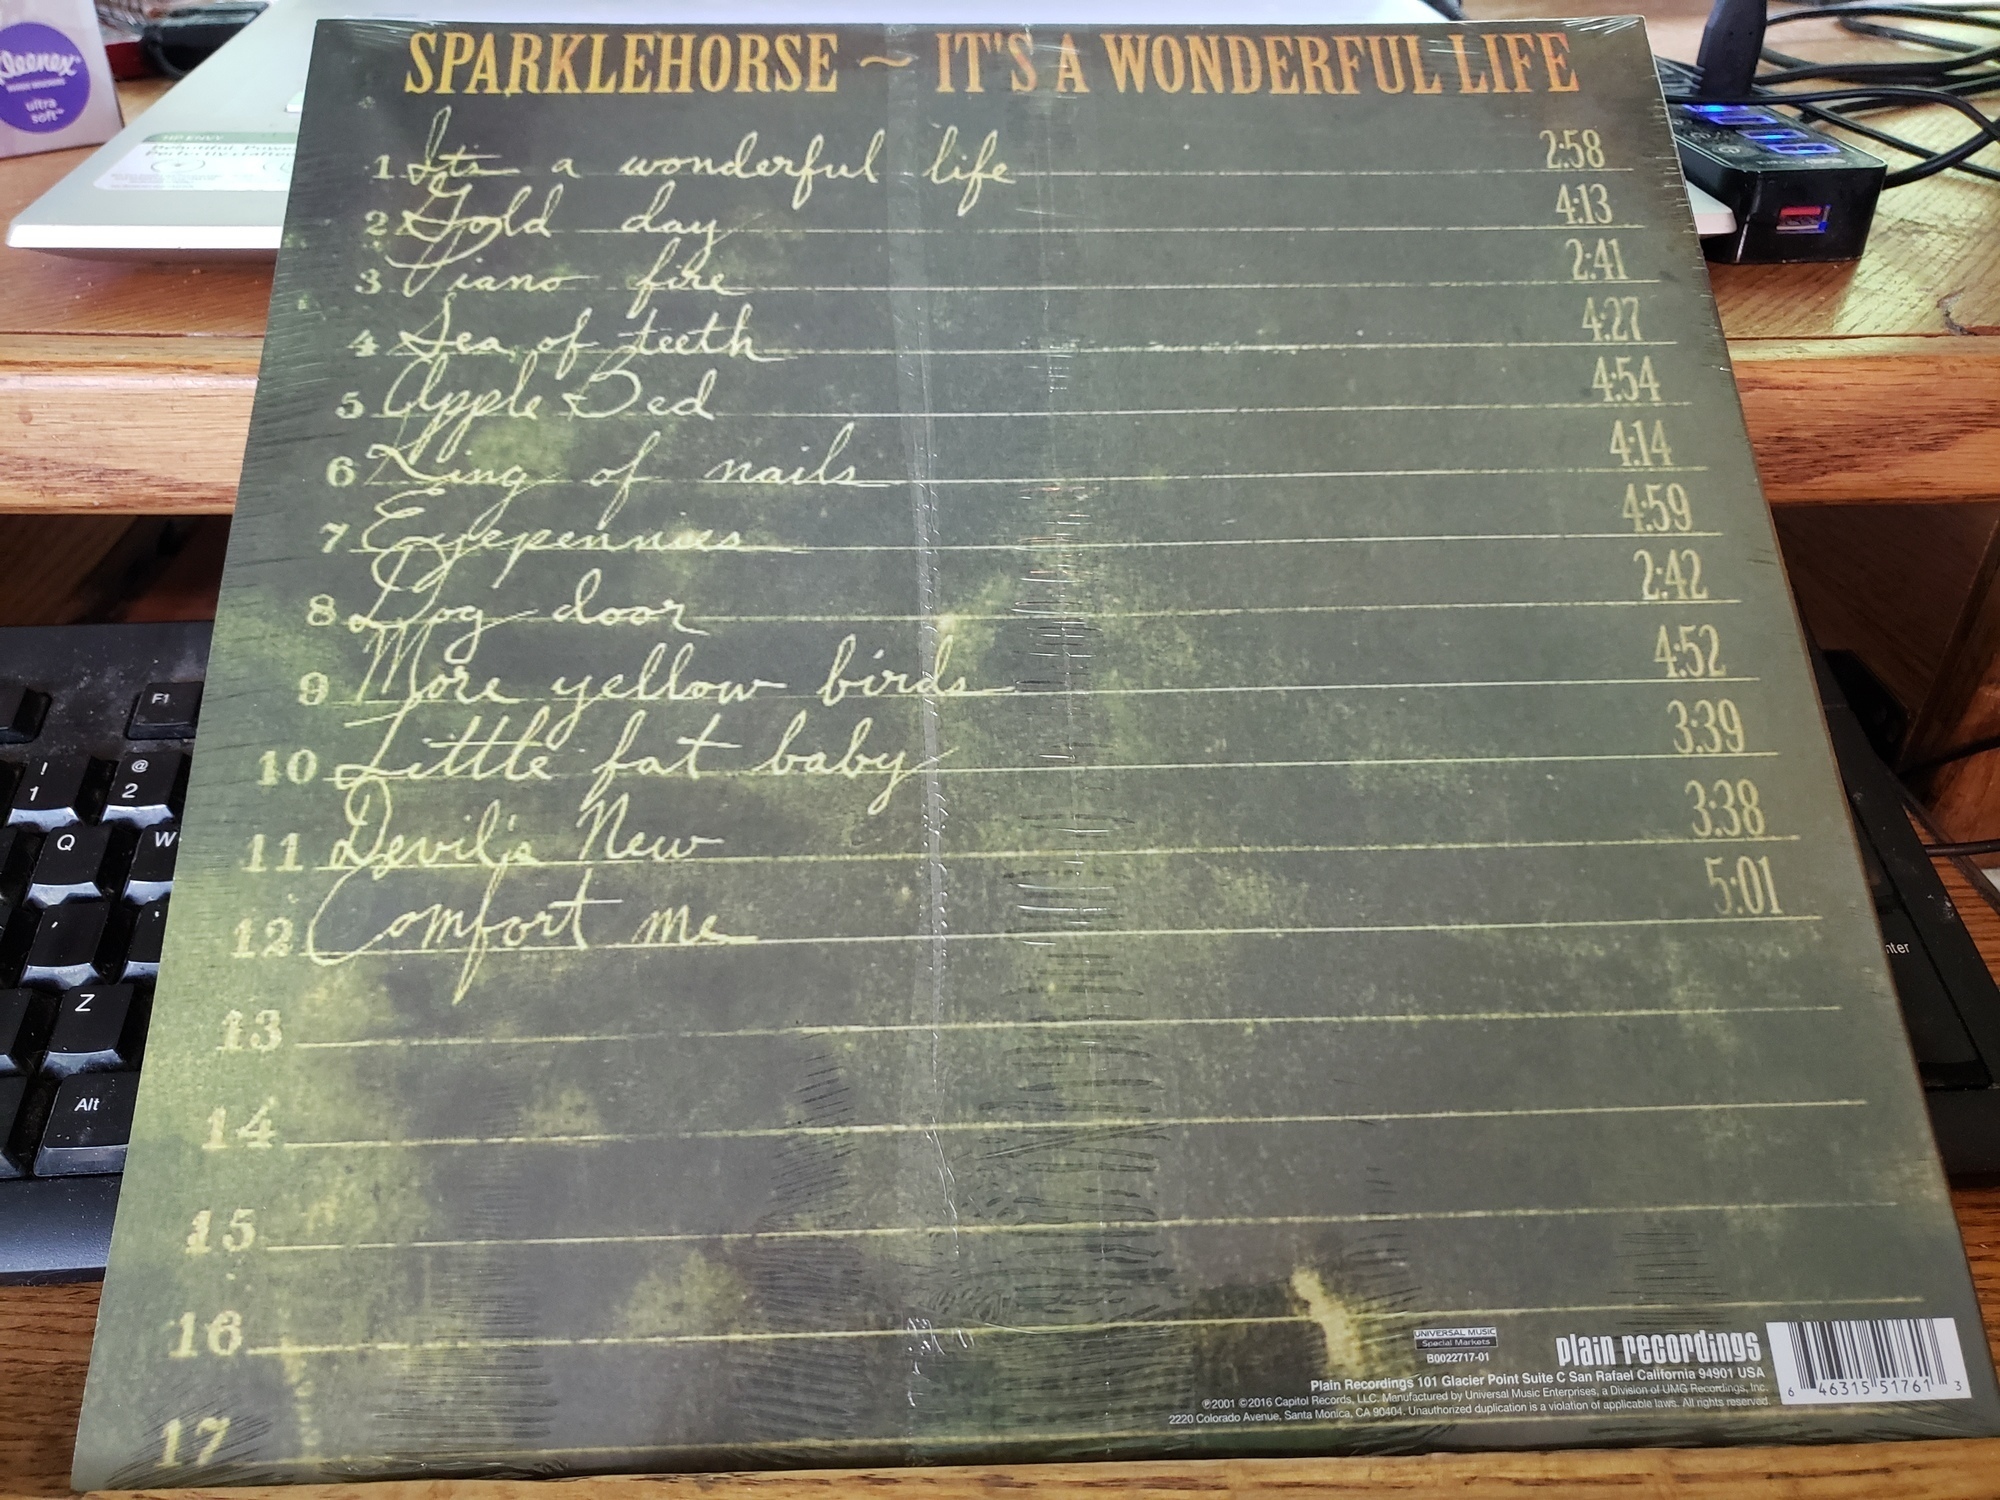 SPARKLEHORSE ~ IT'S A WONDERFUL LIFE
1 It's a wonderful life 2:58
2 Gold day 4:13
3 Piano fire 2:41
4 Sea of teeth 4:27
5 Apple Bed 4:54
6 King of nails 4:14
7 Eyepennies 4:59
8 Dog door 2:42
9 More yellow birds 4:52
10 Little fat baby 3:39
11 Devil's New 3:38
12 Comfort me 5:01
13
14
15
16
17
UNIVERSAL MUSIC
Special Markets
B0022717-01
plain recordings
Plain Recordings 101 Glacier Point Suite C San Rafael California 94901 USA
℗2001 ©2016 Capitol Records, LLC. Manufactured by Universal Music Enterprises, a Division of UMG Recordings, Inc.
2220 Colorado Avenue, Santa Monica, CA 90404. Unauthorized duplication is a violation of applicable laws. All rights reserved.
6 46315 51761 3
Kleenex
ultra
soft
HP ENVY
F1
!
1
@
2
Q
W
Z
Alt